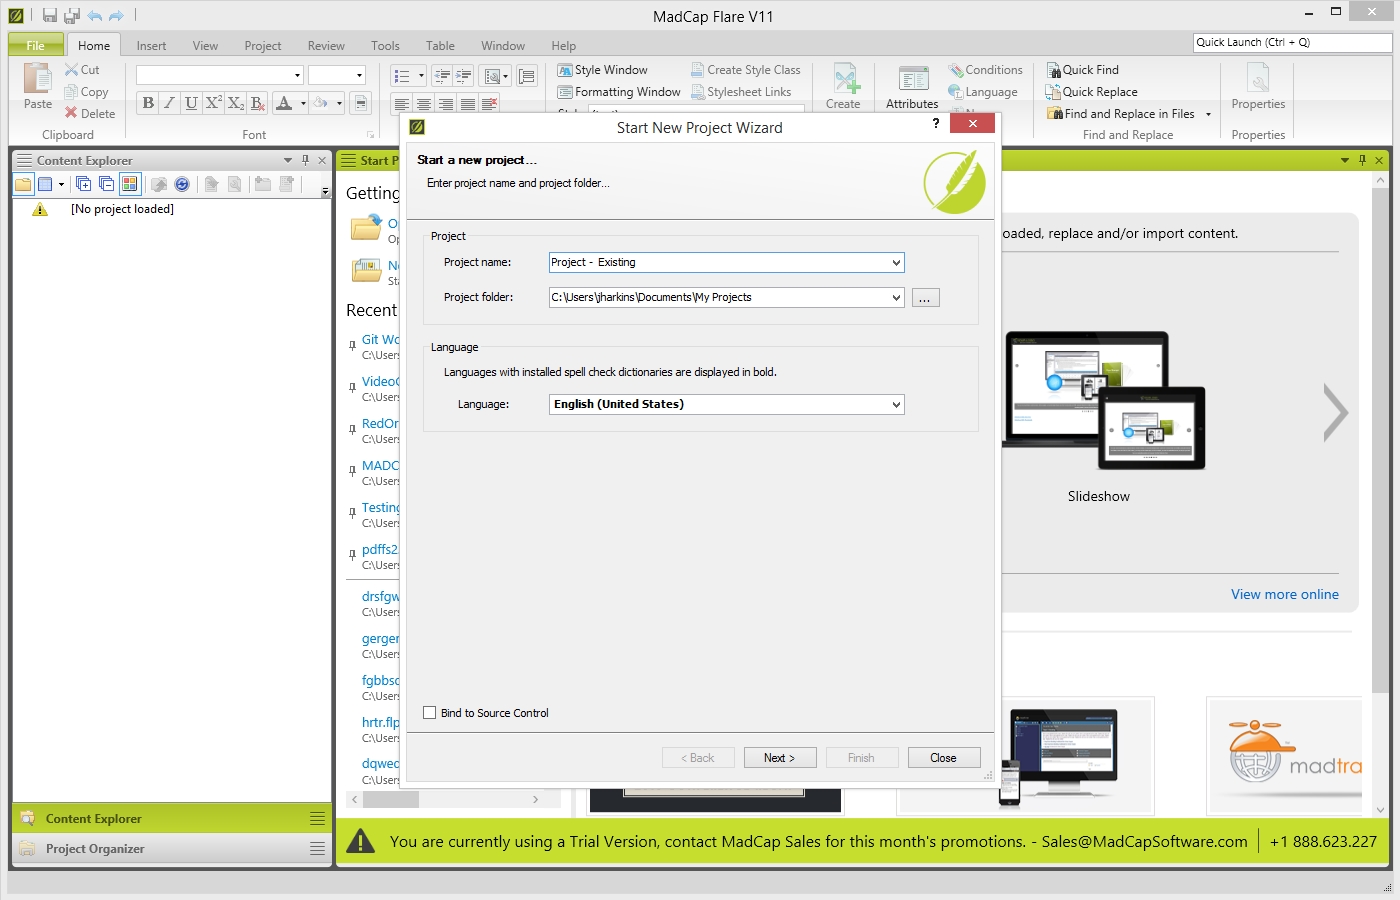 MadCap Flare V11
File Home Insert View Project Review Tools Table Window Help
Quick Launch (Ctrl + Q)
Paste
Cut
Copy
Delete
Clipboard
B I U X² X₂ B A
Font
Style Window
Formatting Window
Create Style Class
Stylesheet Links
Create
Attributes
Conditions
Language
Quick Find
Quick Replace
Find and Replace in Files
Find and Replace
Properties
Properties
Content Explorer
[No project loaded]
Content Explorer
Project Organizer
Start P
Getting
Recent
Git Wo
C:\Users
C:\Users
RedOr
C:\Users
MADC
C:\Users
Testing
C:\Users
pdffs2
C:\Users
drsfgw
C:\Users
gerger
C:\Users
C:\Users
hrtr.flp
C:\Users
dqwed
C:\Users
Start New Project Wizard
?
Start a new project...
Enter project name and project folder...
Project
Project name:
Project - Existing
Project folder:
C:\Users\jharkins\Documents\My Projects
...
Language
Languages with installed spell check dictionaries are displayed in bold.
Language:
English (United States)
Bind to Source Control
< Back
Next >
Finish
Close
oaded, replace and/or import content.
Slideshow
View more online
madtra
You are currently using a Trial Version, contact MadCap Sales for this month's promotions. - Sales@MadCapSoftware.com
+1 888.623.227